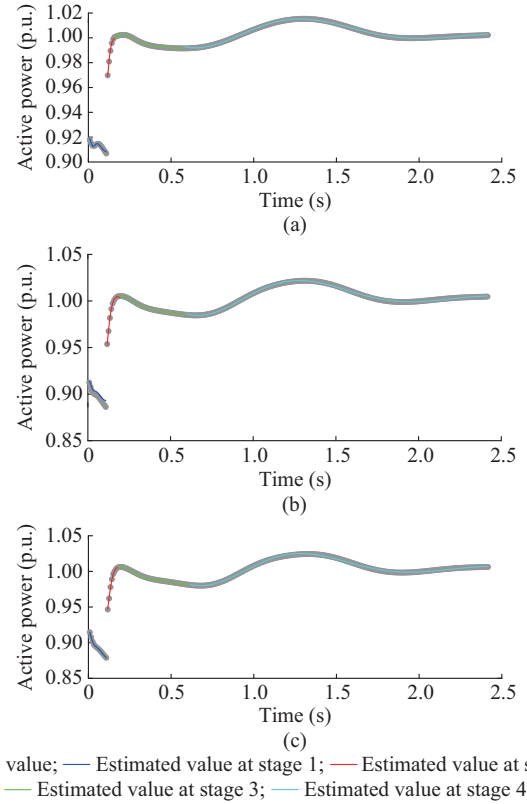 (a)
1.02
1.00
0.98
0.96
0.94
0.92
0.90
Active power (p.u.)
0 0.5 1.0 1.5 2.0 2.5
Time (s)
(a)
1.05
1.00
0.95
0.90
0.85
Active power (p.u.)
0 0.5 1.0 1.5 2.0 2.5
Time (s)
(b)
1.05
1.00
0.95
0.90
0.85
Active power (p.u.)
0 0.5 1.0 1.5 2.0 2.5
Time (s)
(c)
value; Estimated value at stage 1; Estimated value at s
Estimated value at stage 3; Estimated value at stage 4